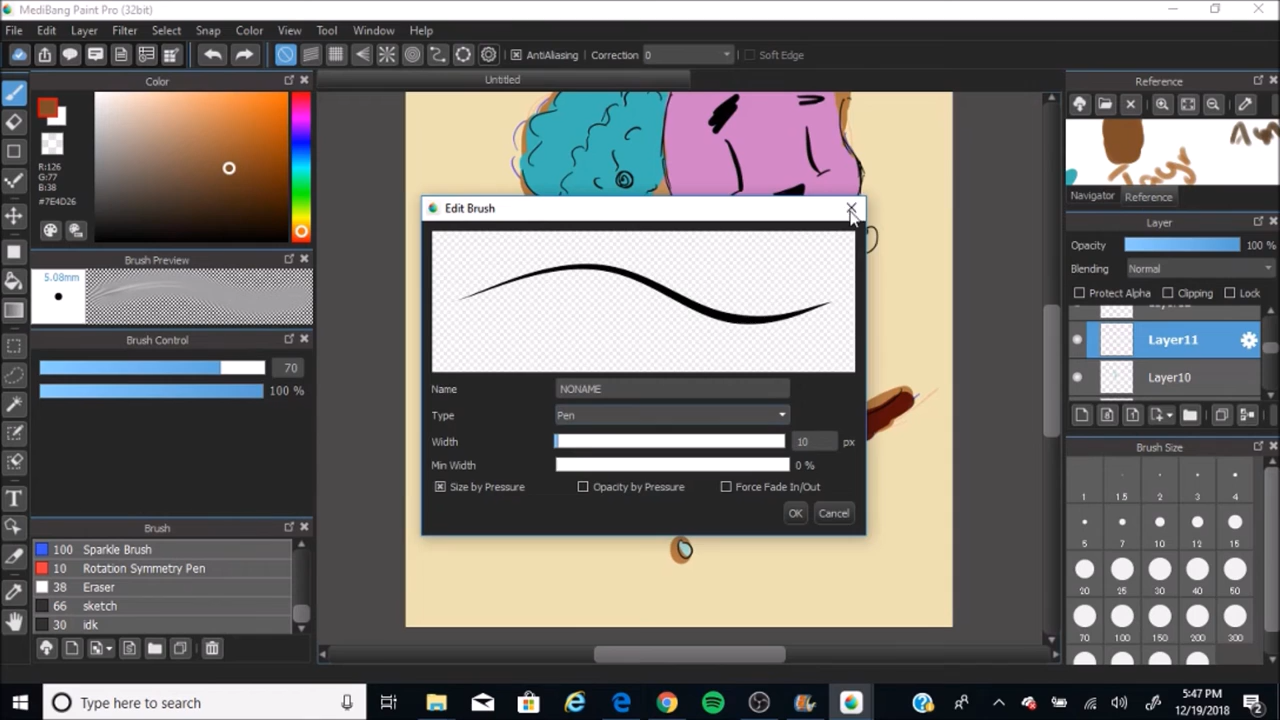 MediBang Paint Pro (32bit)
File Edit Layer Filter Select Snap Color View Tool Window Help
AntiAliasing Correction 0 Soft Edge
Color
R:126
G:77
B:38
#7E4D26
Brush Preview
5.08mm
Brush Control
70
100 %
Brush
100 Sparkle Brush
10 Rotation Symmetry Pen
38 Eraser
66 sketch
30 idk
Untitled
Edit Brush
Name NONAME
Type Pen
Width 10 px
Min Width 0 %
Size by Pressure Opacity by Pressure Force Fade In/Out
OK Cancel
Reference
Navigator Reference
Layer
Opacity 100 %
Blending Normal
Protect Alpha Clipping Lock
Layer11
Layer10
Brush Size
1 1.5 2 3 4
5 7 10 12 15
20 25 30 40 50
70 100 150 200 300
Type here to search
5:47 PM
12/19/2018
2